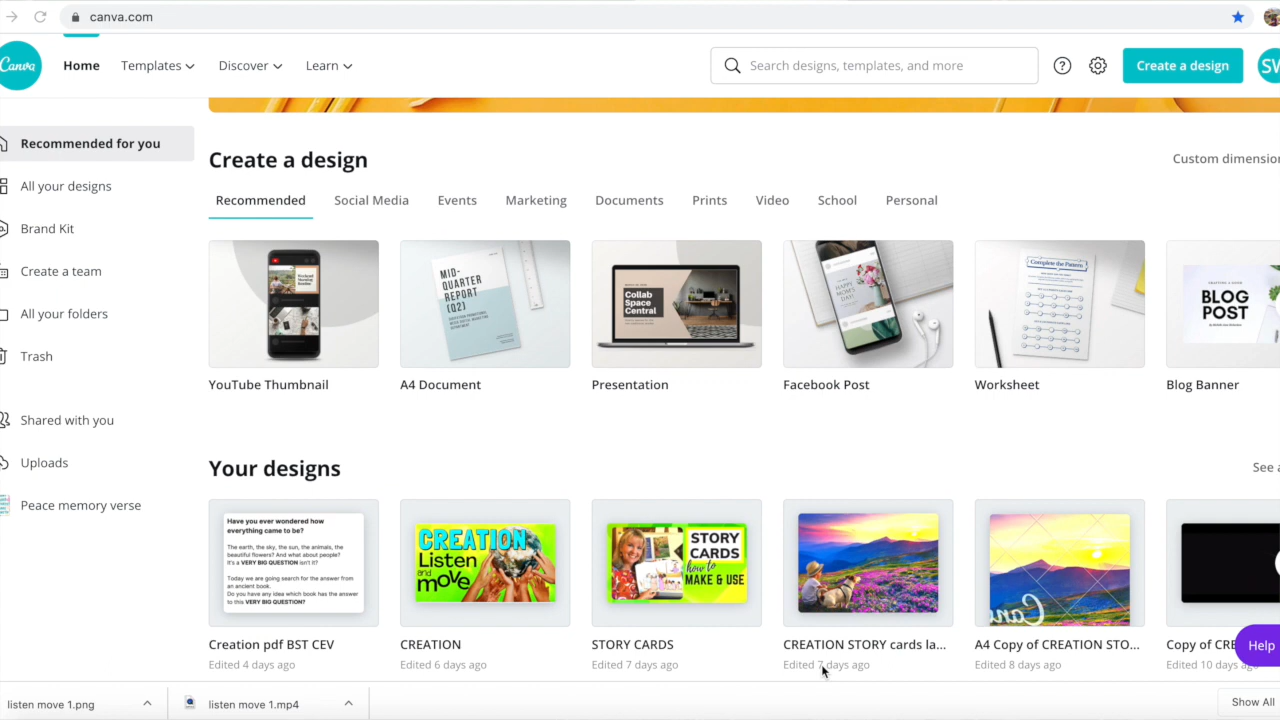 canva.com
Canva
Home
Templates
Discover
Learn
Search designs, templates, and more
Create a design
SW
Recommended for you
All your designs
Brand Kit
Create a team
All your folders
Trash
Shared with you
Uploads
Peace memory verse
Create a design
Custom dimension
Recommended
Social Media
Events
Marketing
Documents
Prints
Video
School
Personal
MID-
QUARTER
REPORT
(Q2)
Collab
Space
Central
HAPPY
MOMS'
DAY!
Complete the Pattern
BLOG
POST
YouTube Thumbnail
A4 Document
Presentation
Facebook Post
Worksheet
Blog Banner
Your designs
See a
Have you ever wondered how
everything came to be?
The earth, the sky, the sun, the animals, the
beautiful flowers? And what about people?
It's a VERY BIG QUESTION isn't it?
Today we are going search for the answer from
an ancient book.
Do you have any idea which book has the answer
to this VERY BIG QUESTION?
CREATION
Listen
and
move
STORY
CARDS
how to
MAKE & USE
Canv
Creation pdf BST CEV
Edited 4 days ago
CREATION
Edited 6 days ago
STORY CARDS
Edited 7 days ago
CREATION STORY cards la...
Edited 7 days ago
A4 Copy of CREATION STO...
Edited 8 days ago
Copy of CRE
Edited 10 days ago
Help
listen move 1.png
listen move 1.mp4
Show All